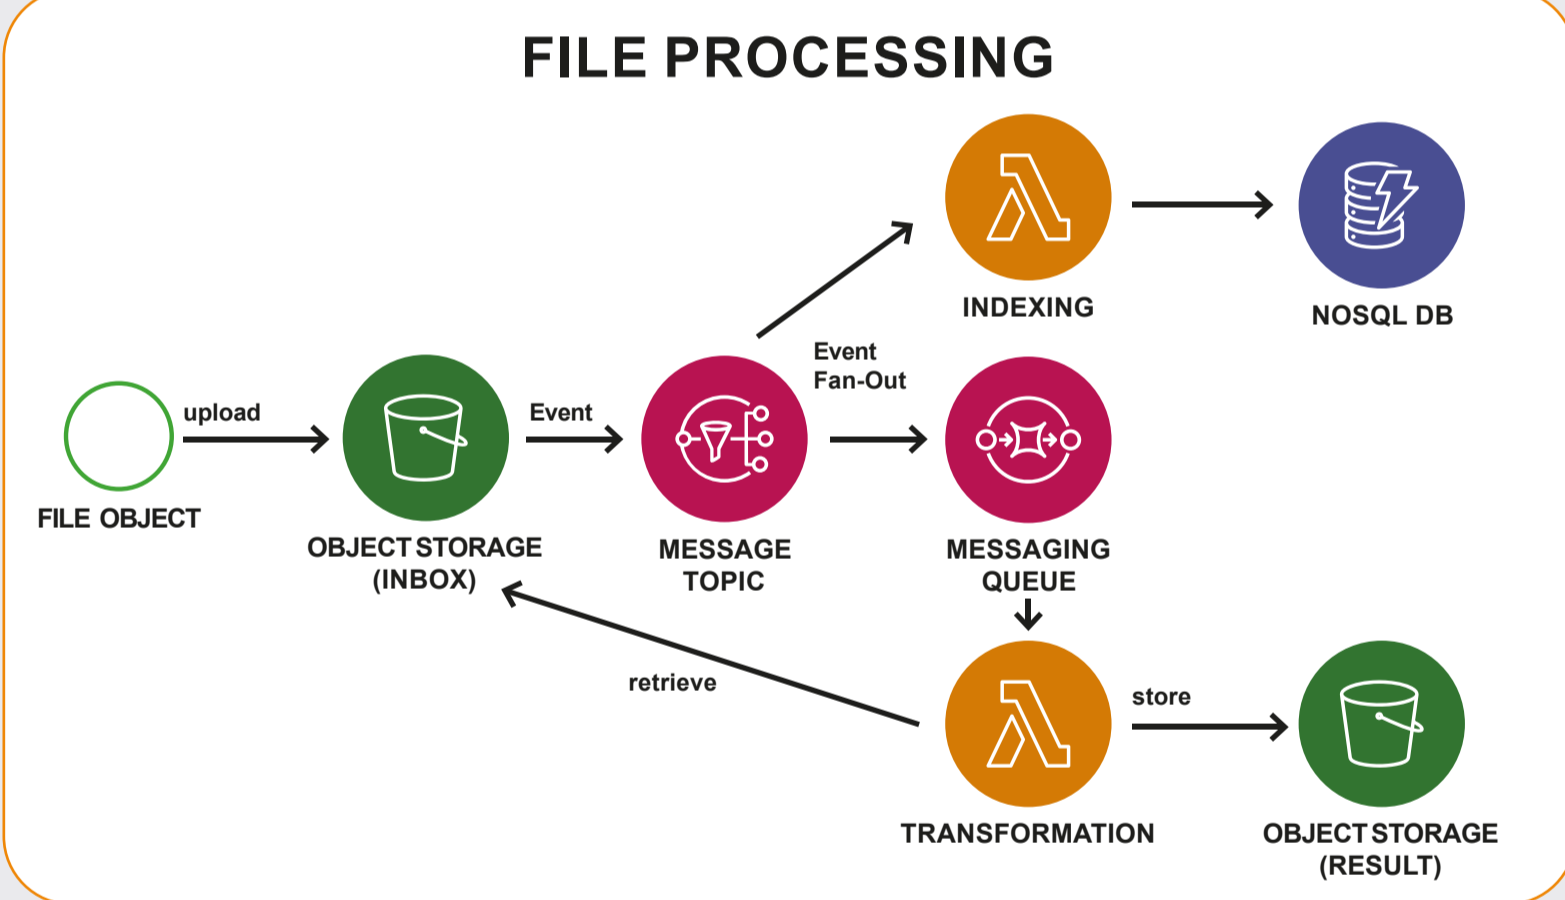 FILE PROCESSING
INDEXING
NOSQL DB
Event
Fan-Out
upload
Event
FILE OBJECT
OBJECT STORAGE
(INBOX)
MESSAGE
TOPIC
MESSAGING
QUEUE
retrieve
store
TRANSFORMATION
OBJECT STORAGE
(RESULT)